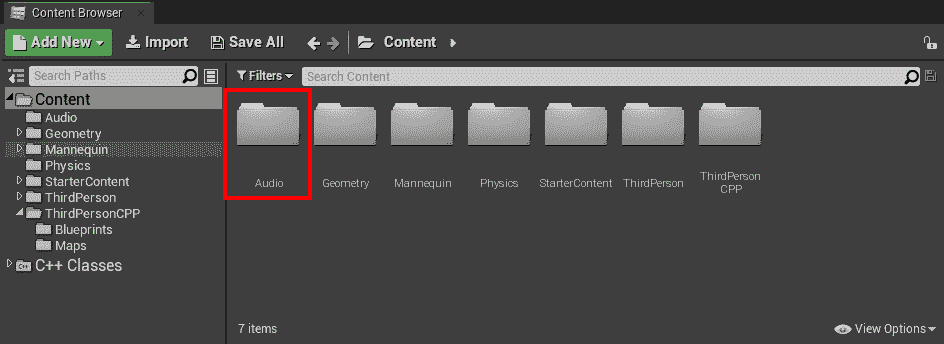 Content Browser
Add New Import Save All Content
Search Paths
Filters Search Content
Content
Audio
Geometry
Mannequin
Physics
StarterContent
ThirdPerson
ThirdPersonCPP
Blueprints
Maps
C++ C++ Classes
Audio Geometry Mannequin Physics StarterContent ThirdPerson ThirdPerson
CPP
7 items View Options